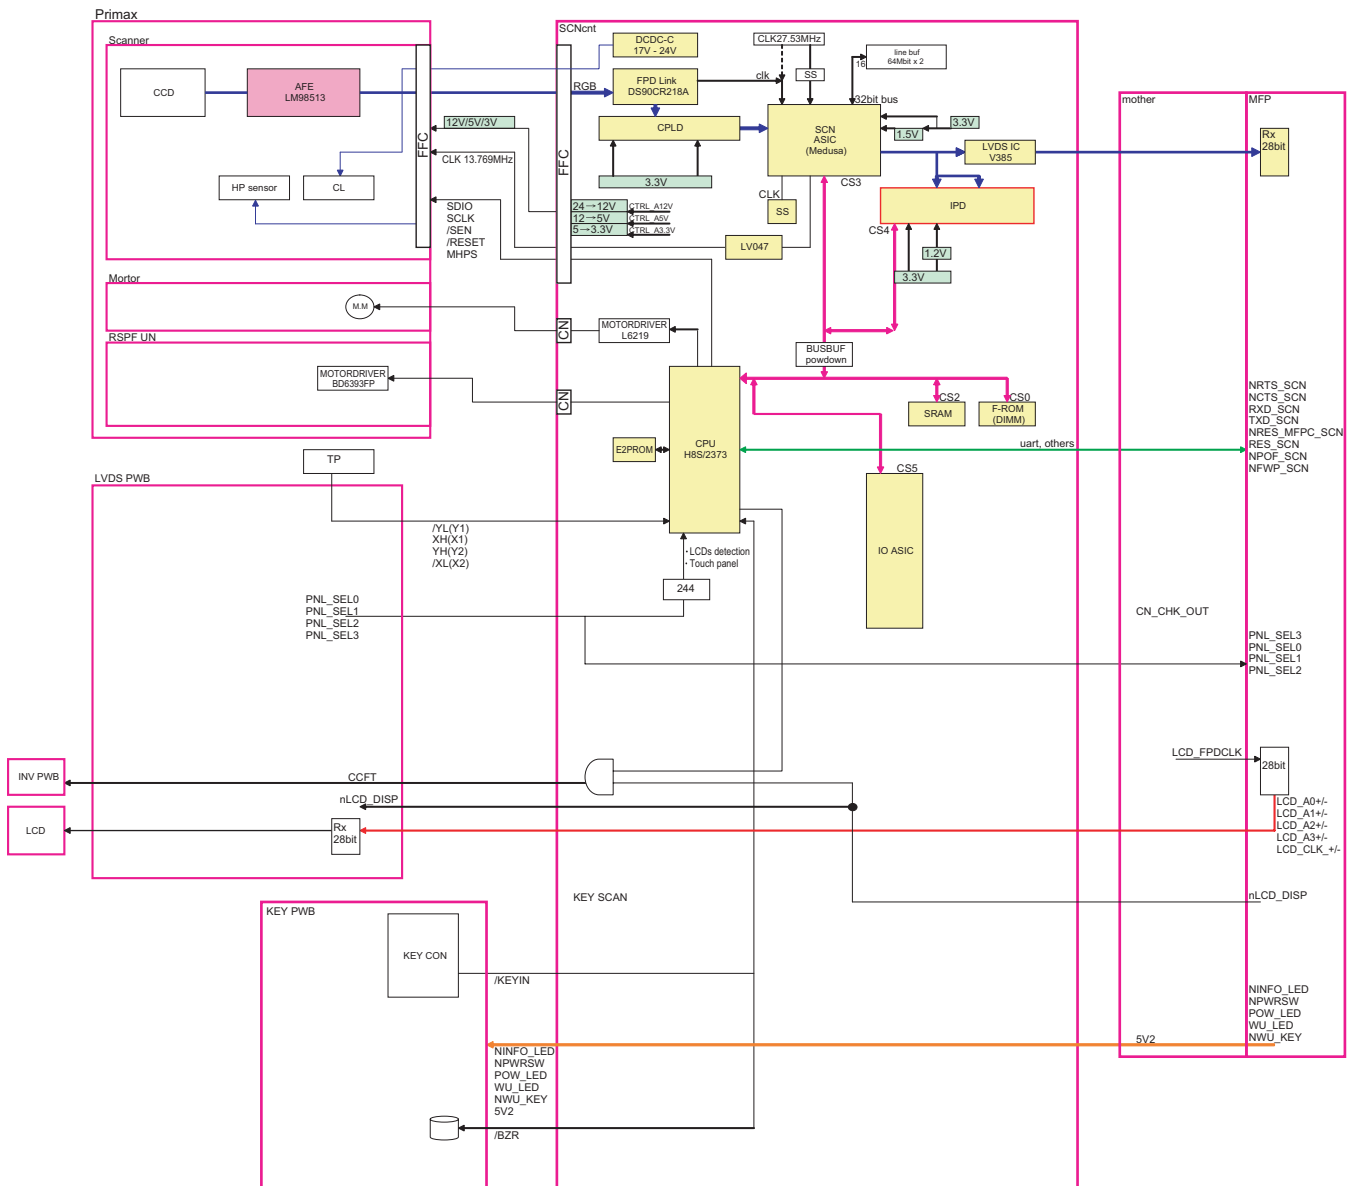 Primax
Scanner
CCD
AFE
LM98513
HP sensor
CL
FFC
12V/5V/3V
CLK 13.769MHz
SDIO
SCLK
/SEN
/RESET
MHPS
Mortor
M.M
RSPF UN
MOTORDRIVER
BD6393FP
SCNcnt
FFC
RGB
DCDC-C
17V - 24V
FPD Link
DS90CR218A
clk
CPLD
3.3V
CLK27.53MHz
SS
16
line buf
64Mbit x 2
32bit bus
SCN
ASIC
(Medusa)
CS3
3.3V
1.5V
LVDS IC
V385
CLK
SS
IPD
CS4
1.2V
3.3V
24→12V
12→5V
5→3.3V
CTRL_A12V
CTRL_A5V
CTRL_A3.3V
LV047
CN
MOTORDRIVER
L6219
CN
BUSBUF
powdown
CS2
SRAM
CS0
F-ROM
(DIMM)
CPU
H8S/2373
E2PROM
uart, others
CS5
IO ASIC
・LCDs detection
・Touch panel
244
mother
MFP
Rx
28bit
NRTS_SCN
NCTS_SCN
RXD_SCN
TXD_SCN
NRES_MFPC_SCN
RES_SCN
NPOF_SCN
NFWP_SCN
TP
LVDS PWB
/YL(Y1)
XH(X1)
YH(Y2)
/XL(X2)
PNL_SEL0
PNL_SEL1
PNL_SEL2
PNL_SEL3
CN_CHK_OUT
PNL_SEL3
PNL_SEL0
PNL_SEL1
PNL_SEL2
LCD_FPDCLK
28bit
LCD_A0+/-
LCD_A1+/-
LCD_A2+/-
LCD_A3+/-
LCD_CLK_+/-
INV PWB
CCFT
nLCD_DISP
LCD
Rx
28bit
KEY SCAN
nLCD_DISP
KEY PWB
KEY CON
/KEYIN
NINFO_LED
NPWRSW
POW_LED
WU_LED
NWU_KEY
5V2
NINFO_LED
NPWRSW
POW_LED
WU_LED
NWU_KEY
5V2
/BZR